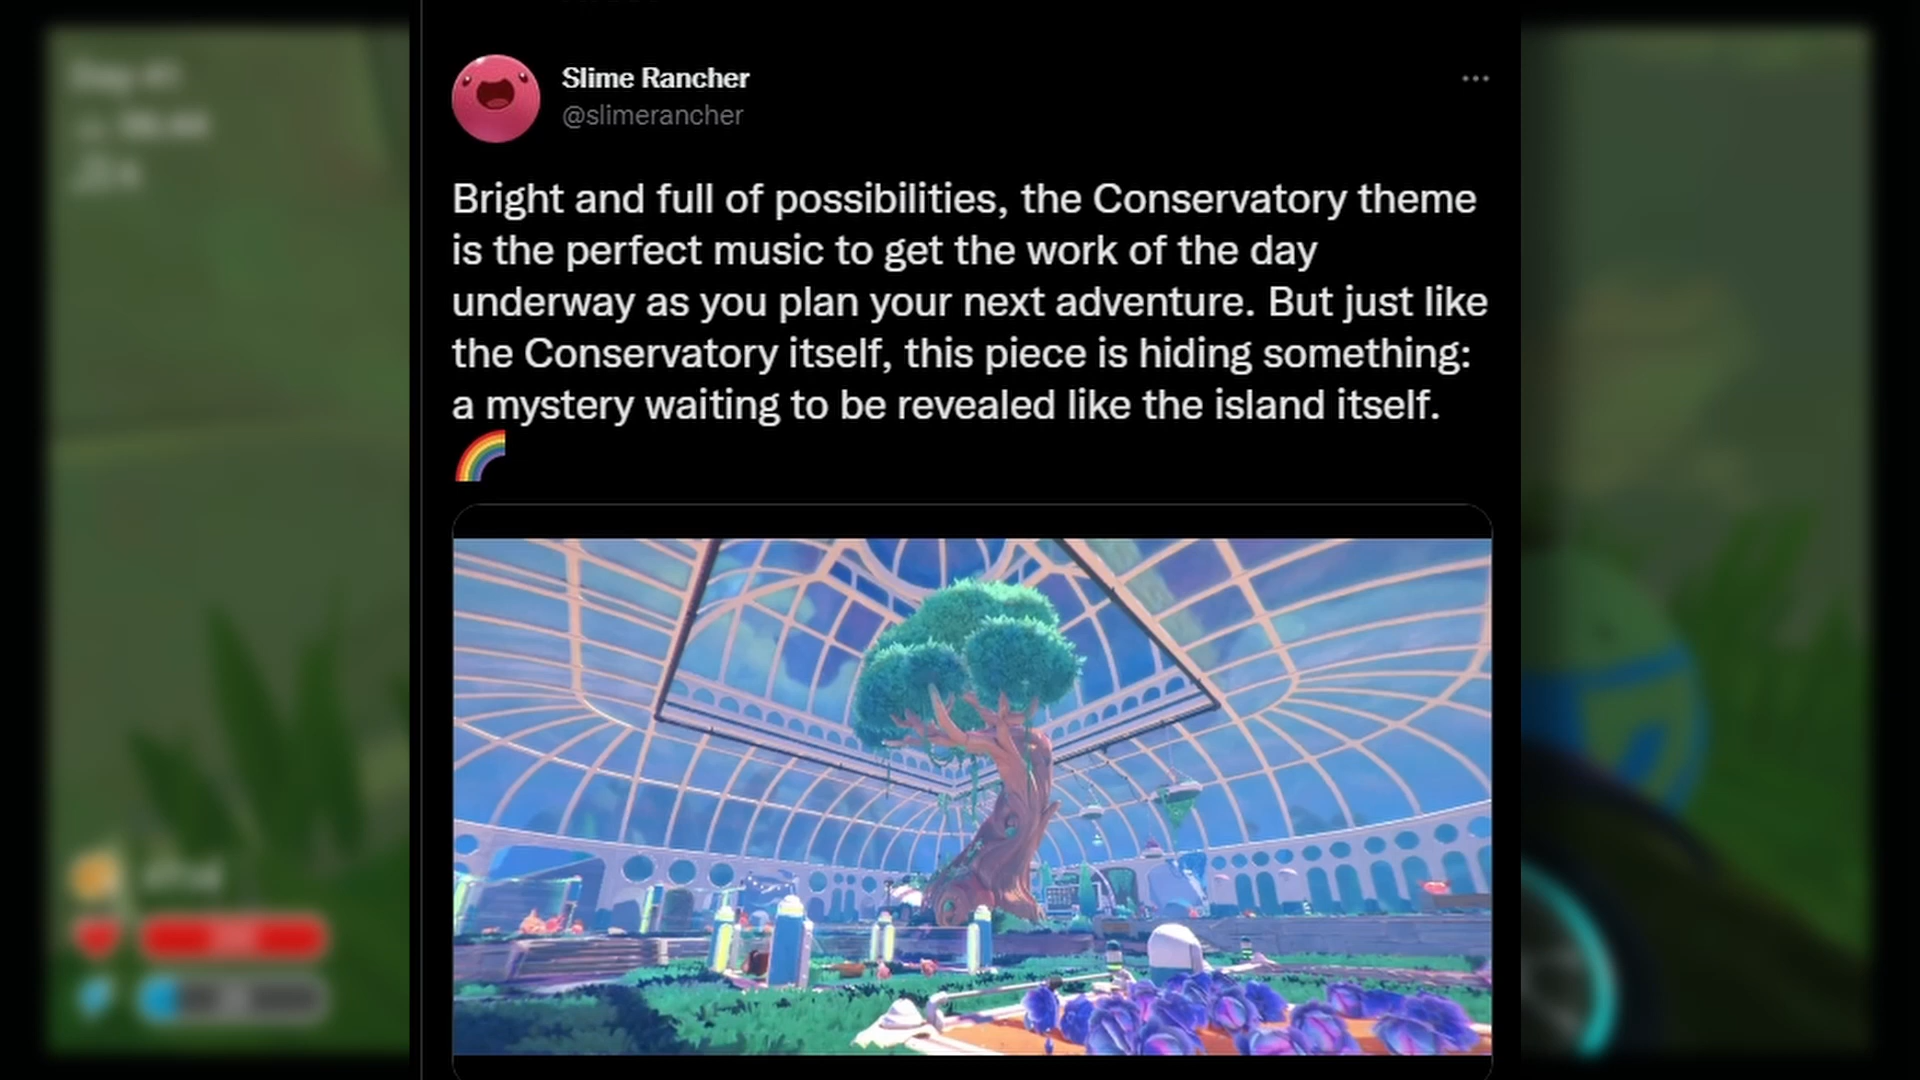 Slime Rancher
@slimerancher
Bright and full of possibilities, the Conservatory theme
is the perfect music to get the work of the day
underway as you plan your next adventure. But just like
the Conservatory itself, this piece is hiding something:
a mystery waiting to be revealed like the island itself.